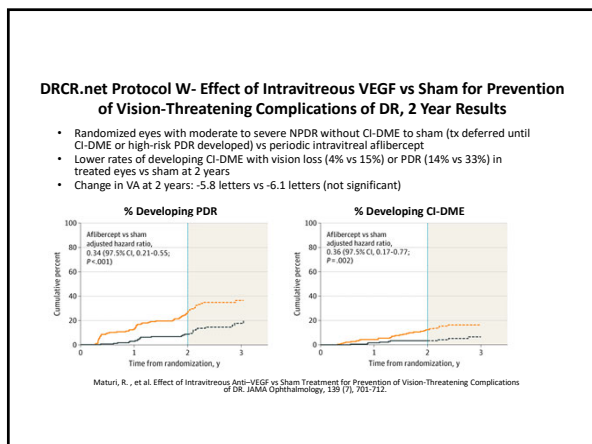 DRCR.net Protocol W- Effect of Intravitreous VEGF vs Sham for Prevention
of Vision-Threatening Complications of DR, 2 Year Results
• Randomized eyes with moderate to severe NPDR without CI-DME to sham (tx deferred until
CI-DME or high-risk PDR developed) vs periodic intravitreal aflibercept
• Lower rates of developing CI-DME with vision loss (4% vs 15%) or PDR (14% vs 33%) in
treated eyes vs sham at 2 years
• Change in VA at 2 years: -5.8 letters vs -6.1 letters (not significant)
% Developing PDR
Cumulative percent
100
80
60
40
20
0
Aflibercept vs sham
adjusted hazard ratio,
0.34 (97.5% CI, 0.21-0.55;
P<.001)
0 1 2 3
Time from randomization, y
% Developing CI-DME
Cumulative percent
100
80
60
40
20
0
Aflibercept vs sham
adjusted hazard ratio,
0.36 (97.5% CI, 0.17-0.77;
P=.002)
0 1 2 3
Time from randomization, y
Maturi, R. , et al. Effect of Intravitreous Anti–VEGF vs Sham Treatment for Prevention of Vision-Threatening Complications
of DR. JAMA Ophthalmology, 139 (7), 701-712.